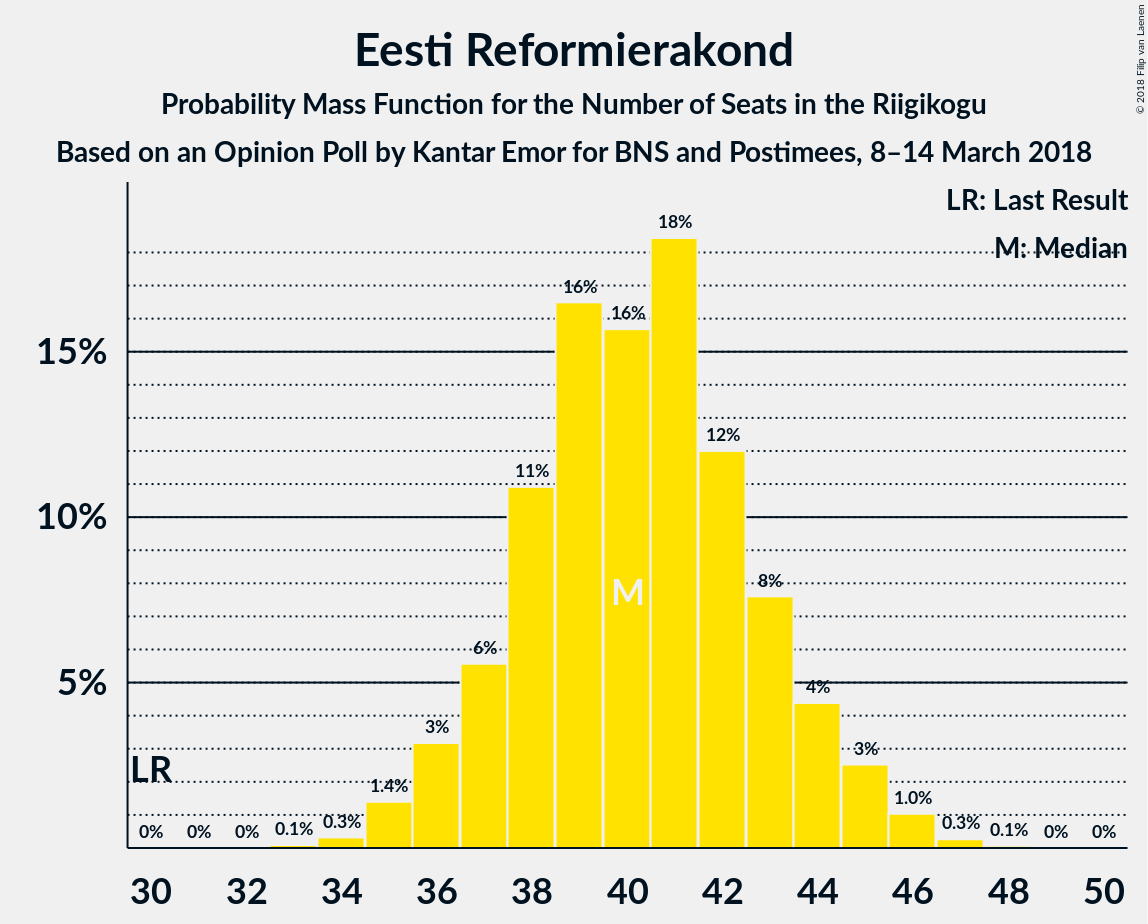 Eesti Reformierakond
Probability Mass Function for the Number of Seats in the Riigikogu
Based on an Opinion Poll by Kantar Emor for BNS and Postimees, 8–14 March 2018
© 2018 Filip van Laenen
LR: Last Result
M: Median
18%
16%
16%
15%
12%
11%
10%
8%
M
6%
5%
4%
3%
3%
LR
1.4%
1.0%
0% 0% 0% 0.1% 0.3% 0.3% 0.1% 0% 0%
30 32 34 36 38 40 42 44 46 48 50